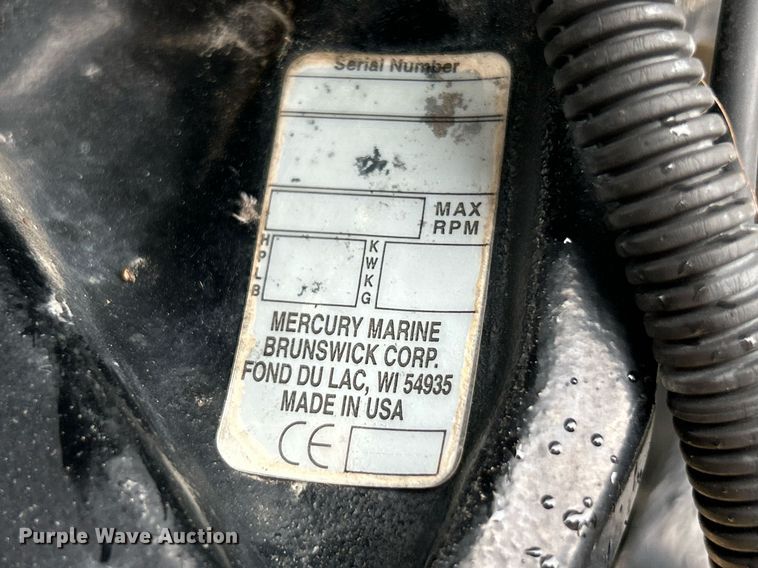 Serial Number
MAX
RPM
HP
LB
KW
KG
MERCURY MARINE
BRUNSWICK CORP.
FOND DU LAC, WI 54935
MADE IN USA
CE
Purple Wave Auction